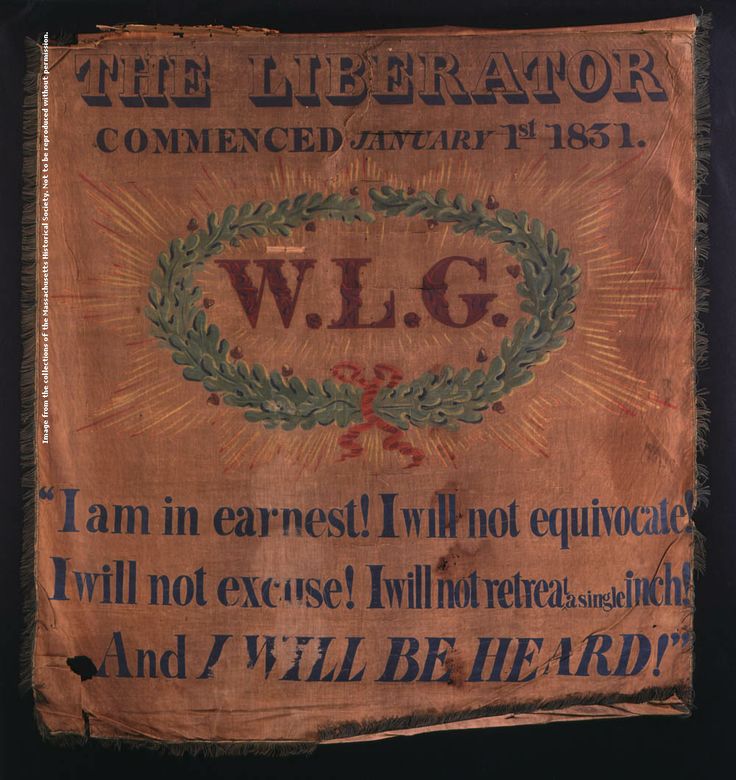 THE LIBERATOR
COMMENCED JANUARY 1st 1831.
W.L.G.
“I am in earnest! I will not equivocate!
I will not excuse! I will not retreat a single inch!
And I WILL BE HEARD!”
Image from the collections of the Massachusetts Historical Society. Not to be reproduced without permission.